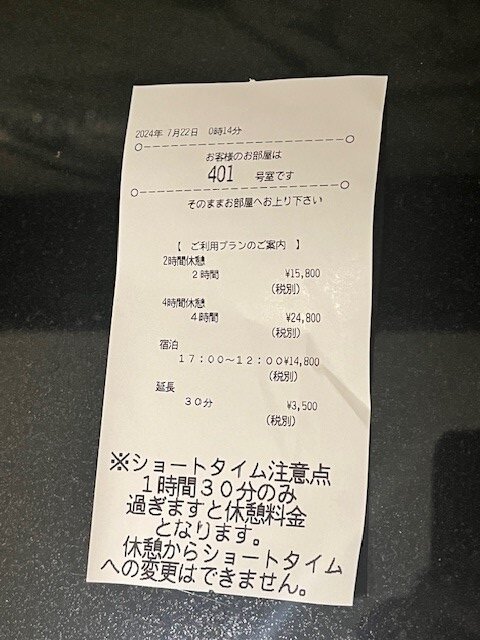 2024年 7月22日 0時14分
お客様のお部屋は
401 号室です
そのままお部屋へお上り下さい
【 ご利用プランのご案内 】
2時間休憩
２時間 ¥15,800
(税別)
4時間休憩
４時間 ¥24,800
(税別)
宿泊
１７：００～１２：００¥14,800
(税別)
延長
３０分 ¥3,500
(税別)
※ショートタイム注意点
１時間３０分のみ
過ぎますと休憩料金
となります。
休憩からショートタイム
への変更はできません。